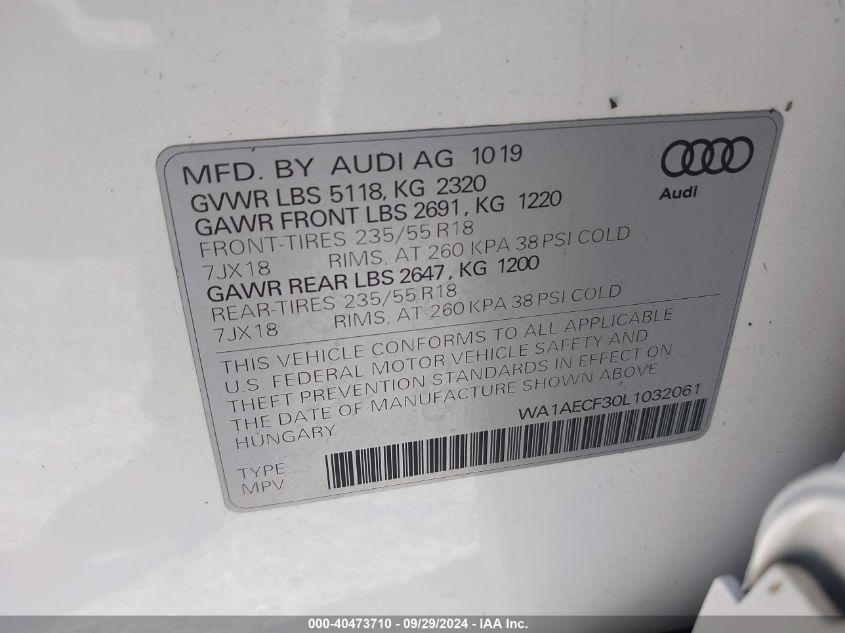 MFD. BY AUDI AG 1019
Audi
GVWR LBS 5118, KG 2320
GAWR FRONT LBS 2691, KG 1220
FRONT-TIRES 235/55 R18
7JX18 RIMS, AT 260 KPA 38 PSI COLD
GAWR REAR LBS 2647, KG 1200
REAR-TIRES 235/55 R18
7JX18 RIMS, AT 260 KPA 38 PSI COLD
THIS VEHICLE CONFORMS TO ALL APPLICABLE
U.S. FEDERAL MOTOR VEHICLE SAFETY AND
THEFT PREVENTION STANDARDS IN EFFECT ON
THE DATE OF MANUFACTURE SHOWN ABOVE.
HUNGARY
WA1AECF30L1032061
TYPE
MPV
000-40473710 - 09/29/2024 - IAA Inc.